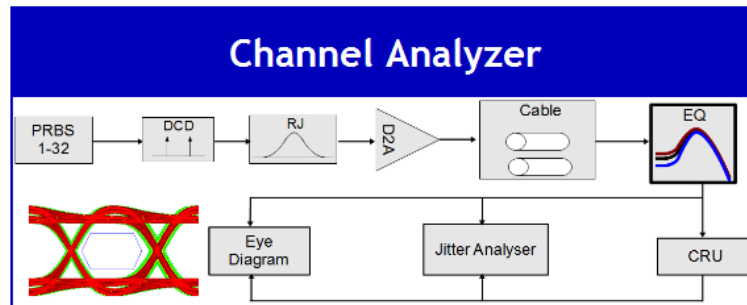 Channel Analyzer
PRBS
1-32
DCD
RJ
D2A
Cable
EQ
Eye
Diagram
Jitter Analyser
CRU